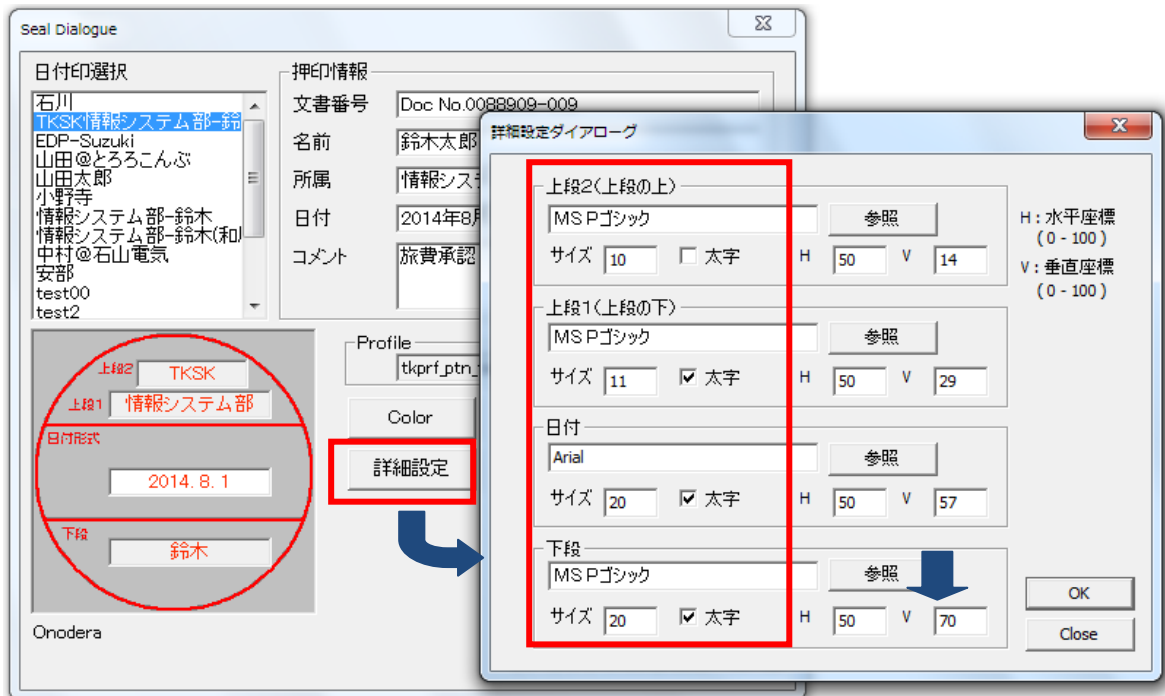 Seal Dialogue
日付印選択
石川
TKSK情報システム部-鈴
EDP-Suzuki
山田@とろろこんぶ
山田太郎
小野寺
情報システム部-鈴木
情報システム部-鈴木(和
中村@石山電気
安部
test00
test2
押印情報
文書番号 Doc No.0088909-009
名前 鈴木太郎
所属 情報シス
日付 2014年8
コメント 旅費承認
上段2 TKSK
上段1 情報システム部
日付形式
2014. 8. 1
下段
鈴木
Onodera
Profile
tkprf_ptn_
Color
詳細設定
詳細設定ダイアローグ
上段2(上段の上)
MS Pゴシック 参照
サイズ 10 太字 H 50 V 14
上段1(上段の下)
MS Pゴシック 参照
サイズ 11 太字 H 50 V 29
日付
Arial 参照
サイズ 20 太字 H 50 V 57
下段
MS Pゴシック 参照
サイズ 20 太字 H 50 V 70
H : 水平座標
( 0 - 100 )
V : 垂直座標
( 0 - 100 )
OK
Close